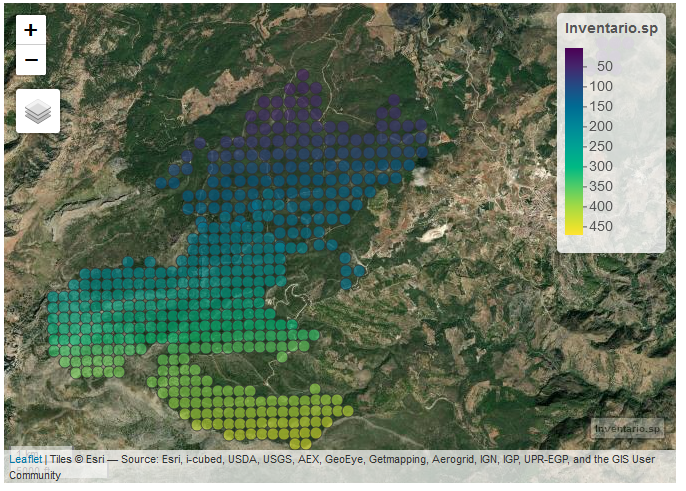 +
Inventario.sp
−
50
100
150
200
250
300
350
400
450
Inventario.sp
Leaflet | Tiles © Esri — Source: Esri, i-cubed, USDA, USGS, AEX, GeoEye, Getmapping, Aerogrid, IGN, IGP, UPR-EGP, and the GIS User
Community